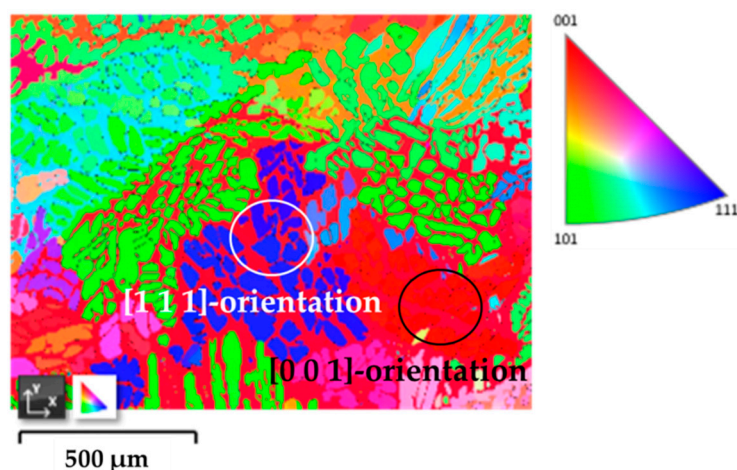 001
111
101
[1 1 1]-orientation
[0 0 1]-orientation
Y
X
500 μm